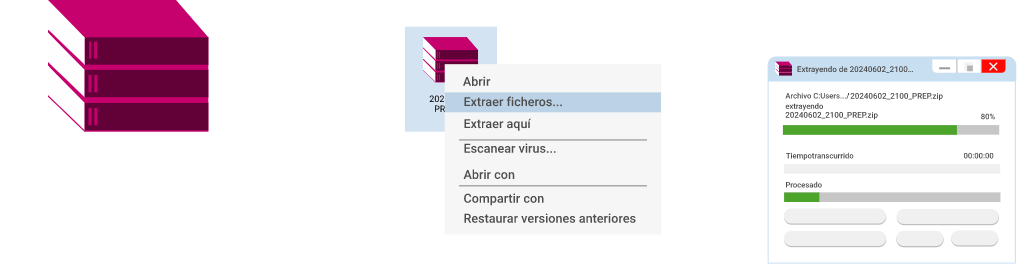 202
PR
Abrir
Extraer ficheros...
Extraer aquí
Escanear virus...
Abrir con
Compartir con
Restaurar versiones anteriores
Extrayendo de 20240602_2100...
Archivo C:Users.../20240602_2100_PREP.zip
extrayendo
20240602_2100_PREP.zip
80%
Tiempotranscurrido 00:00:00
Procesado